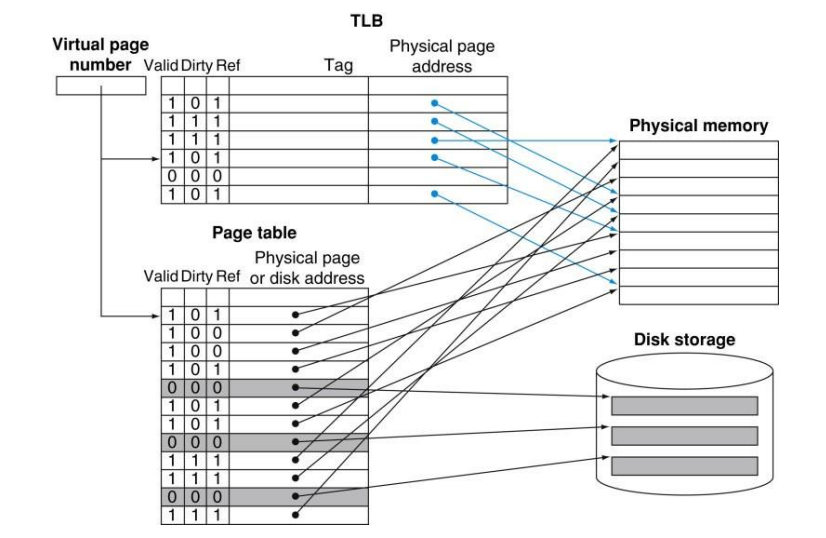 TLB
Virtual page
number
Valid Dirty Ref
Tag
Physical page
address
1 0 1
1 1 1
1 1 1
1 0 1
0 0 0
1 0 1
Physical memory
Page table
Physical page
or disk address
Valid Dirty Ref
1 0 1
1 0 0
1 0 0
1 0 1
0 0 0
1 0 1
1 0 1
0 0 0
1 1 1
1 1 1
0 0 0
1 1 1
Disk storage